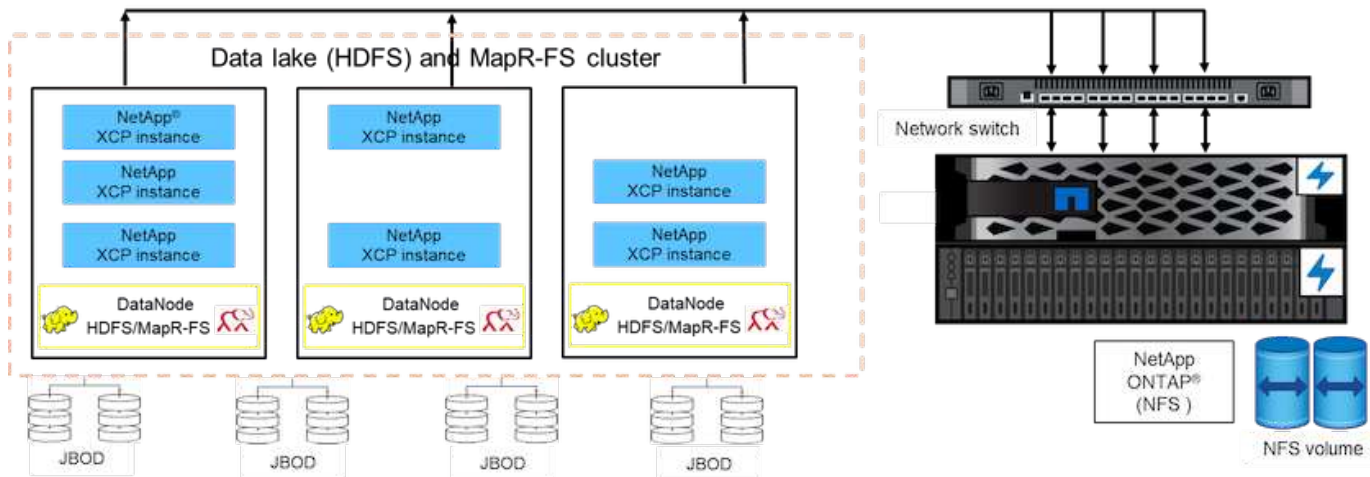 Data lake (HDFS) and MapR-FS cluster
NetApp®
XCP instance
NetApp
XCP instance
NetApp
XCP instance
DataNode
HDFS/MapR-FS
NetApp
XCP instance
NetApp
XCP instance
DataNode
HDFS/MapR-FS
NetApp
XCP instance
NetApp
XCP instance
DataNode
HDFS/MapR-FS
JBOD
JBOD
JBOD
JBOD
Network switch
NetApp
ONTAP®
(NFS )
NFS volume